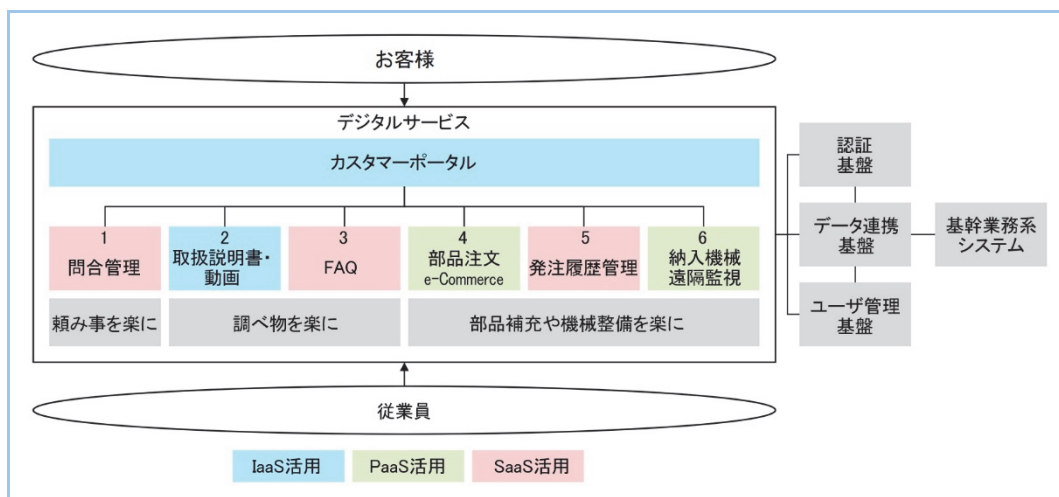 お客様
デジタルサービス
カスタマーポータル
1
問合管理
2
取扱説明書・
動画
3
FAQ
4
部品注文
e-Commerce
5
発注履歴管理
6
納入機械
遠隔監視
頼み事を楽に
調べ物を楽に
部品補充や機械整備を楽に
認証
基盤
データ連携
基盤
ユーザ管理
基盤
基幹業務系
システム
従業員
IaaS活用
PaaS活用
SaaS活用